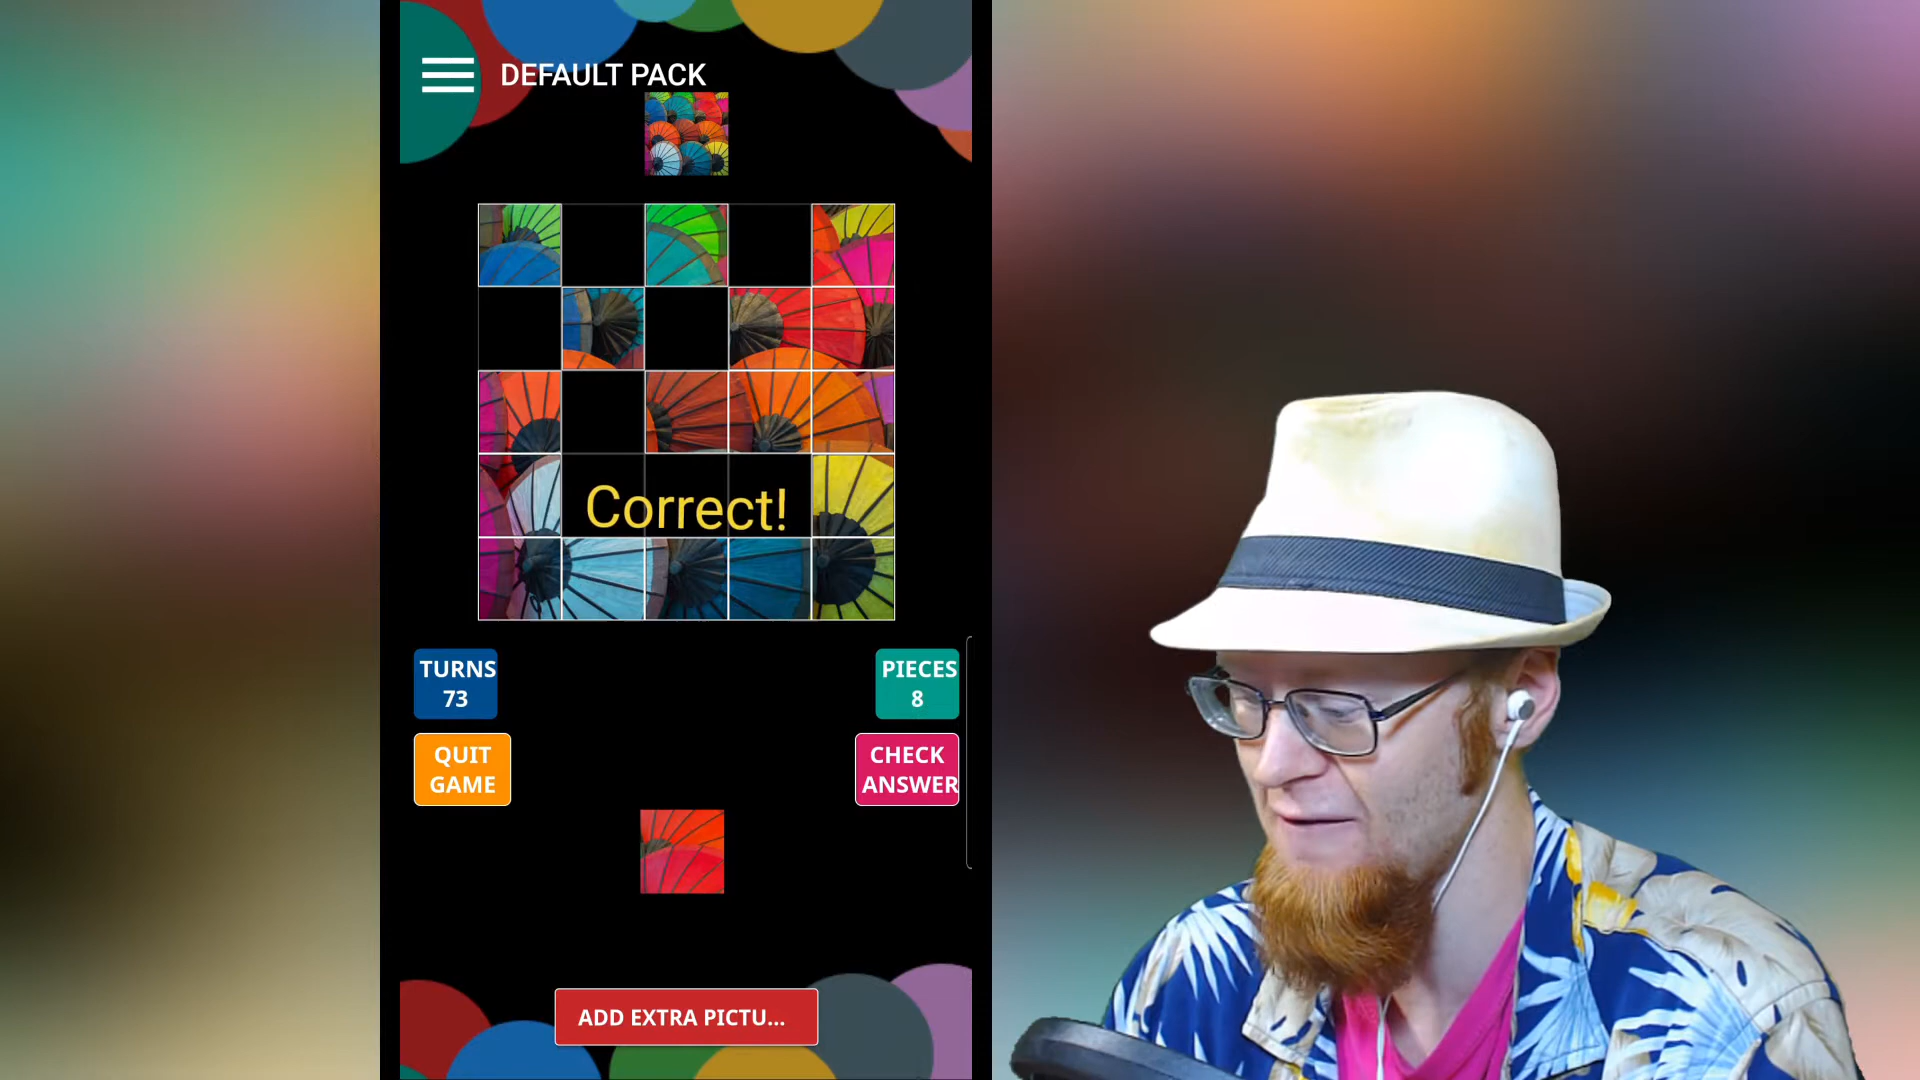 DEFAULT PACK
Correct!
TURNS
73
PIECES
8
QUIT
GAME
CHECK
ANSWER
ADD EXTRA PICTU...